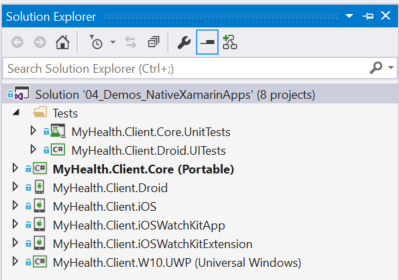 Solution Explorer
Search Solution Explorer (Ctrl+;)
Solution '04_Demos_NativeXamarinApps' (8 projects)
Tests
MyHealth.Client.Core.UnitTests
C# MyHealth.Client.Droid.UITests
C# MyHealth.Client.Core (Portable)
MyHealth.Client.Droid
MyHealth.Client.iOS
MyHealth.Client.iOSWatchKitApp
MyHealth.Client.iOSWatchKitExtension
C# MyHealth.Client.W10.UWP (Universal Windows)